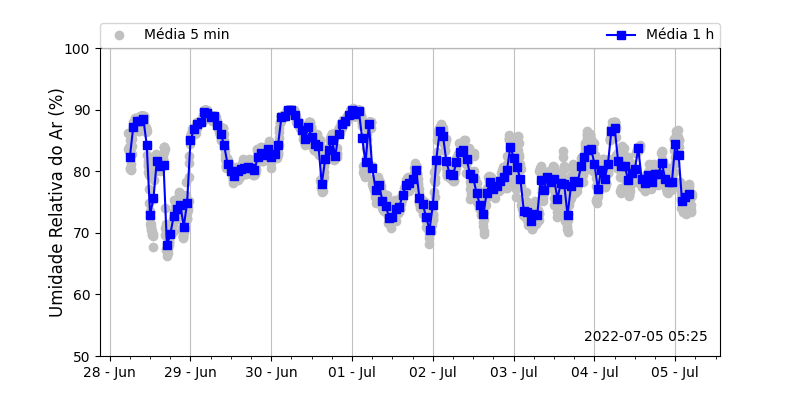 Média 5 min
Média 1 h
Umidade Relativa do Ar (%)
100
90
80
70
60
50
2022-07-05 05:25
28 - Jun
29 - Jun
30 - Jun
01 - Jul
02 - Jul
03 - Jul
04 - Jul
05 - Jul